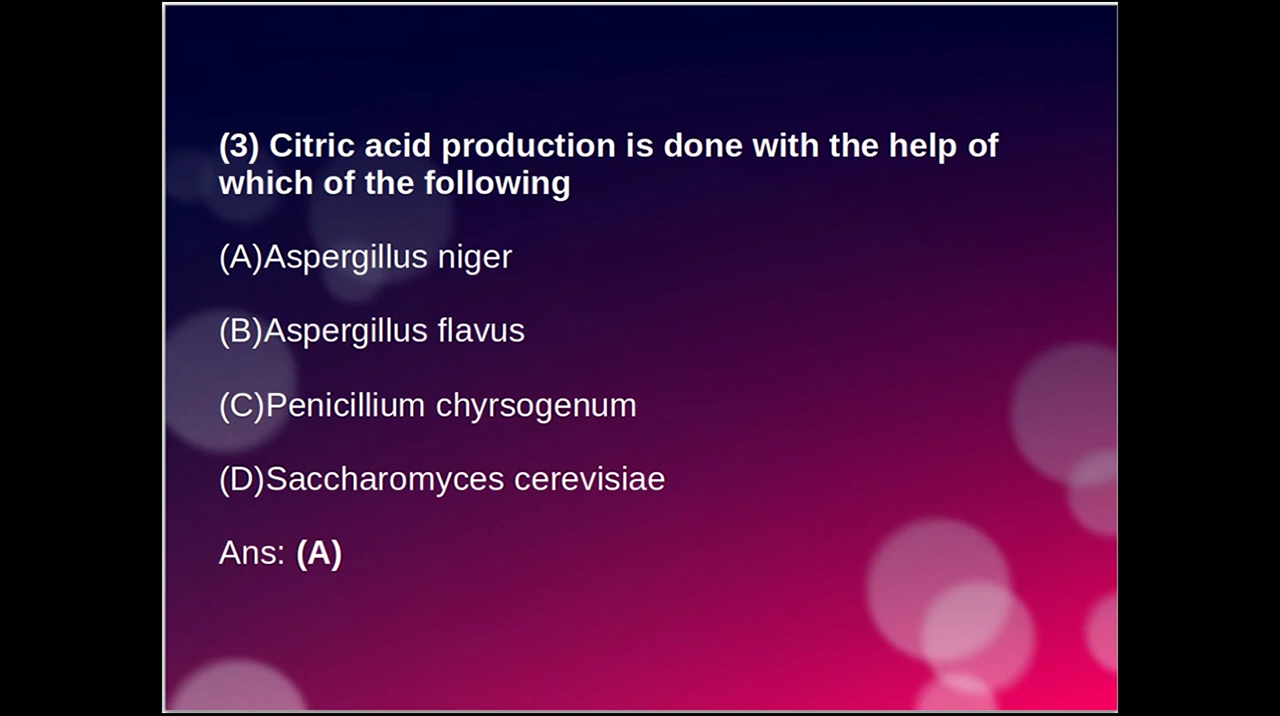 (3) Citric acid production is done with the help of
which of the following
(A)Aspergillus niger
(B)Aspergillus flavus
(C)Penicillium chyrsogenum
(D)Saccharomyces cerevisiae
Ans: (A)